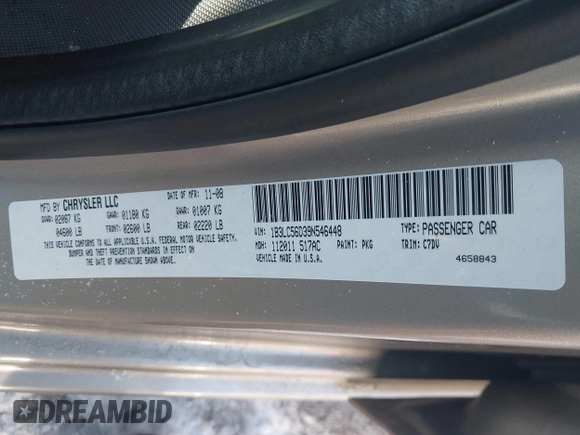 MFD BY CHRYSLER LLC DATE OF MFR: 11-08
GVWR: 02087 KG GAWR: 01180 KG GAWR: 01007 KG
04600 LB FRONT: 02600 LB REAR: 02220 LB
THIS VEHICLE CONFORMS TO ALL APPLICABLE U.S.A. FEDERAL MOTOR VEHICLE SAFETY,
BUMPER AND THEFT PREVENTION STANDARDS IN EFFECT ON
THE DATE OF MANUFACTURE SHOWN ABOVE.
VIN: 1B3LC56D39N546448 TYPE: PASSENGER CAR
MDH: 112011 517AC PAINT: PKG TRIM: C7DV
VEHICLE MADE IN U.S.A. 4658843
DREAMBID